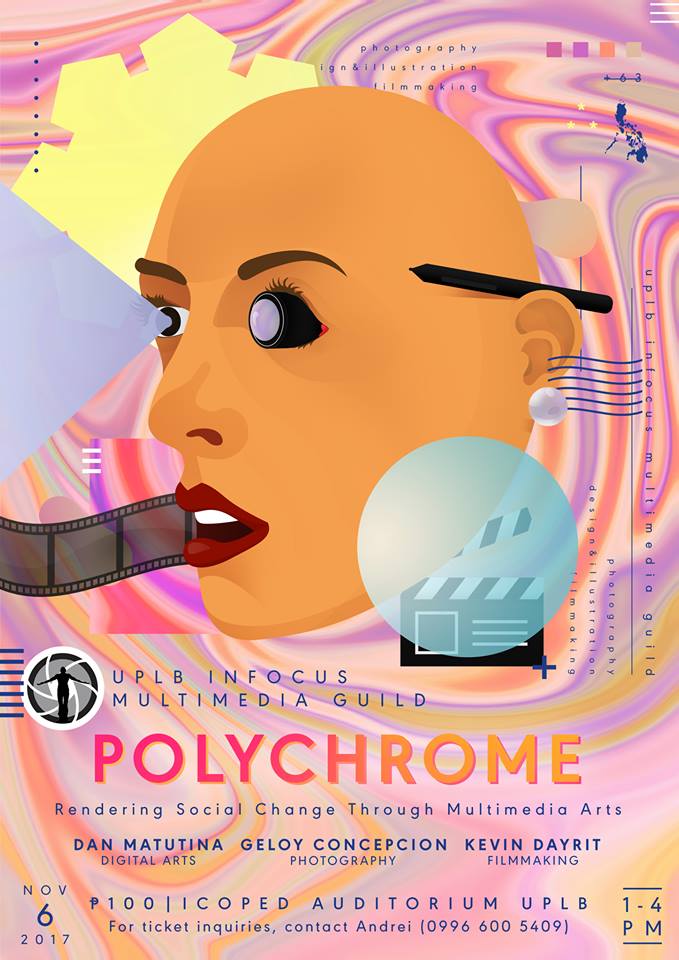 photography
ign&illustration
filmmaking
+63
uplb infocus multimedia guild
design&illustration
photography
filmmaking
UPLB INFOCUS
MULTIMEDIA GUILD
POLYCHROME
Rendering Social Change Through Multimedia Arts
DAN MATUTINA GELOY CONCEPCION KEVIN DAYRIT
DIGITAL ARTS PHOTOGRAPHY FILMMAKING
NOV
6
2017
₱100|ICOPED AUDITORIUM UPLB
For ticket inquiries, contact Andrei (0996 600 5409)
1-4
PM